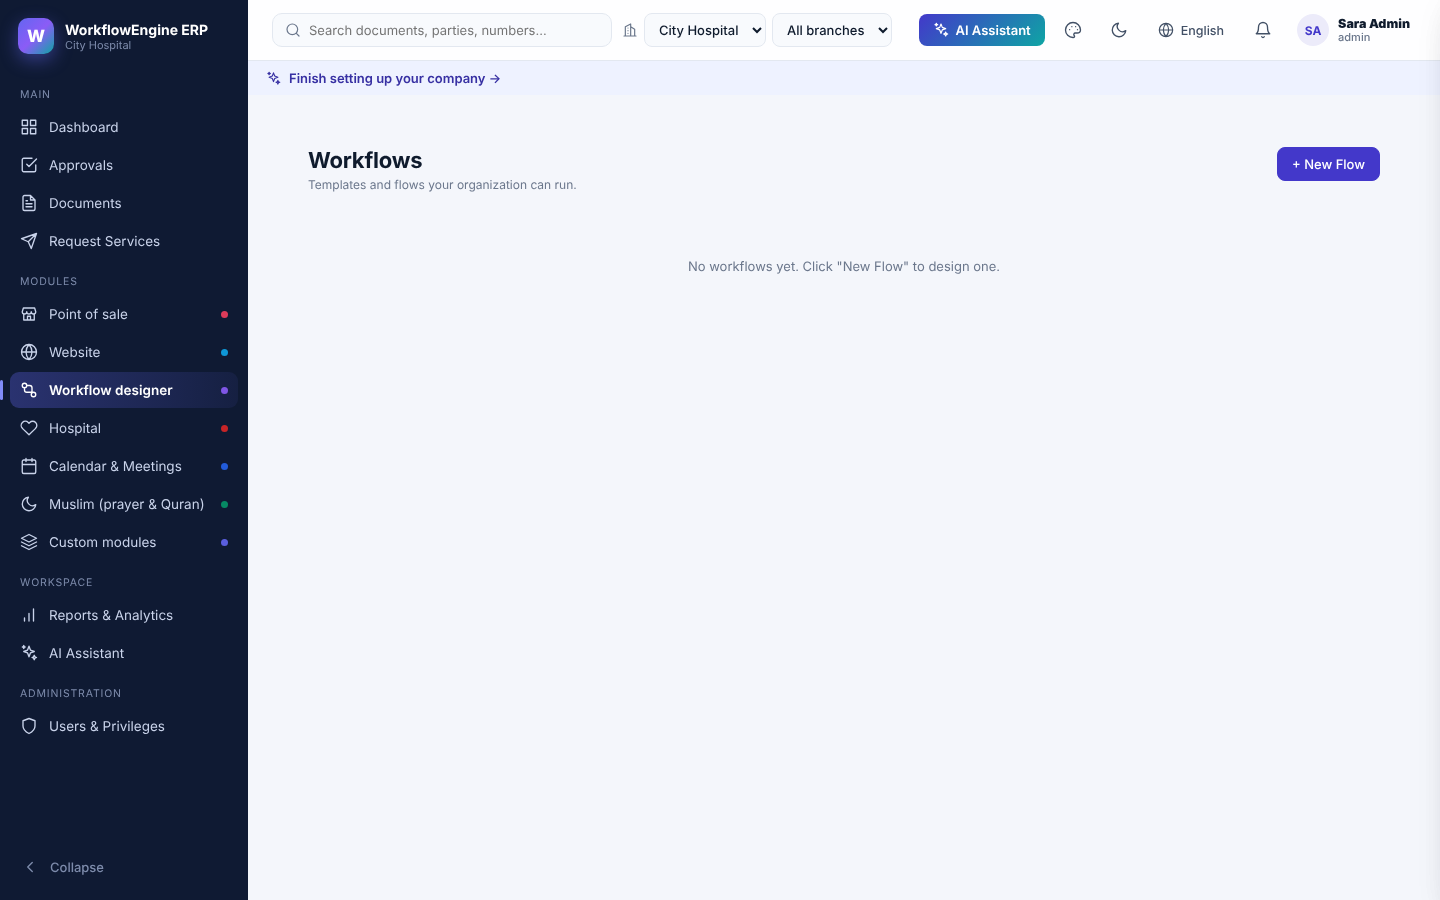 W
WorkflowEngine ERP
City Hospital
MAIN
Dashboard
Approvals
Documents
Request Services
MODULES
Point of sale
Website
Workflow designer
Hospital
Calendar & Meetings
Muslim (prayer & Quran)
Custom modules
WORKSPACE
Reports & Analytics
AI Assistant
ADMINISTRATION
Users & Privileges
Collapse
Search documents, parties, numbers...
City Hospital
All branches
AI Assistant
English
SA
Sara Admin
admin
Finish setting up your company →
Workflows
Templates and flows your organization can run.
+ New Flow
No workflows yet. Click "New Flow" to design one.